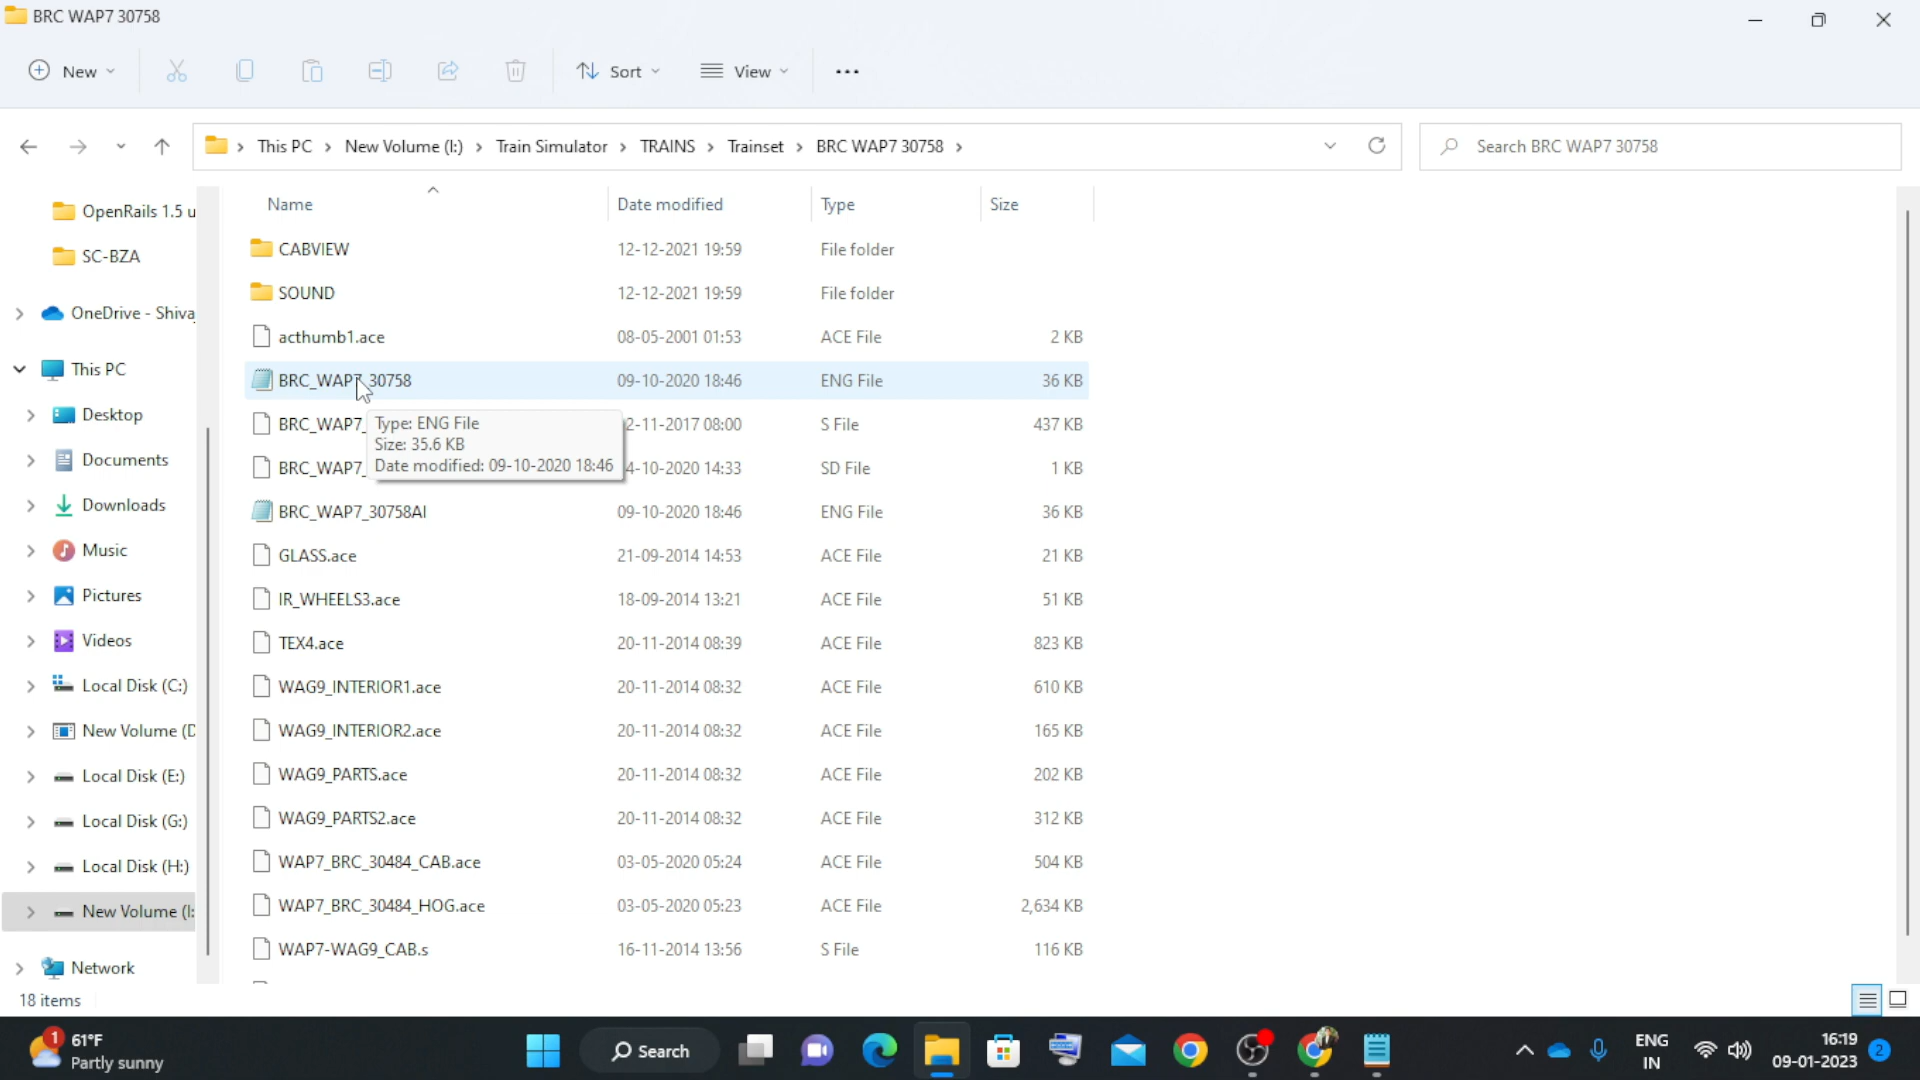 BRC WAP7 30758
New
Sort
View
This PC
New Volume (I:)
Train Simulator
TRAINS
Trainset
BRC WAP7 30758
Search BRC WAP7 30758
OpenRails 1.5 u
SC-BZA
OneDrive - Shiva
This PC
Desktop
Documents
Downloads
Music
Pictures
Videos
Local Disk (C:)
New Volume (D
Local Disk (E:)
Local Disk (G:)
Local Disk (H:)
New Volume (I:
Network
Name Date modified Type Size
CABVIEW 12-12-2021 19:59 File folder
SOUND 12-12-2021 19:59 File folder
acthumb1.ace 08-05-2001 01:53 ACE File 2 KB
BRC_WAP7_30758 09-10-2020 18:46 ENG File 36 KB
BRC_WAP7_ 2-11-2017 08:00 S File 437 KB
BRC_WAP7_ 4-10-2020 14:33 SD File 1 KB
Type: ENG File
Size: 35.6 KB
Date modified: 09-10-2020 18:46
BRC_WAP7_30758AI 09-10-2020 18:46 ENG File 36 KB
GLASS.ace 21-09-2014 14:53 ACE File 21 KB
IR_WHEELS3.ace 18-09-2014 13:21 ACE File 51 KB
TEX4.ace 20-11-2014 08:39 ACE File 823 KB
WAG9_INTERIOR1.ace 20-11-2014 08:32 ACE File 610 KB
WAG9_INTERIOR2.ace 20-11-2014 08:32 ACE File 165 KB
WAG9_PARTS.ace 20-11-2014 08:32 ACE File 202 KB
WAG9_PARTS2.ace 20-11-2014 08:32 ACE File 312 KB
WAP7_BRC_30484_CAB.ace 03-05-2020 05:24 ACE File 504 KB
WAP7_BRC_30484_HOG.ace 03-05-2020 05:23 ACE File 2,634 KB
WAP7-WAG9_CAB.s 16-11-2014 13:56 S File 116 KB
18 items
1
61°F
Partly sunny
Search
ENG
IN
16:19
09-01-2023
2